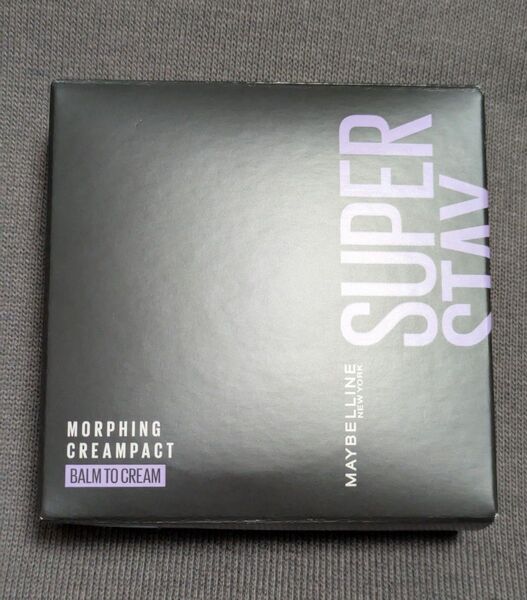 SUPER
STAY
MAYBELLINE
NEW YORK
MORPHING
CREAMPACT
BALM TO CREAM